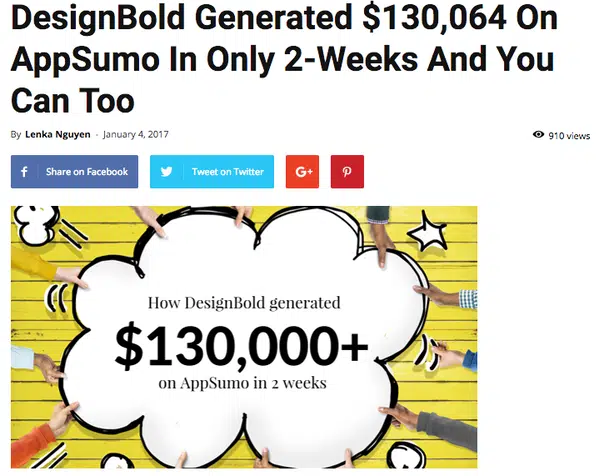 DesignBold Generated $130,064 On
AppSumo In Only 2-Weeks And You
Can Too
By Lenka Nguyen - January 4, 2017
910 views
Share on Facebook
Tweet on Twitter
G+
How DesignBold generated
$130,000+
on AppSumo in 2 weeks